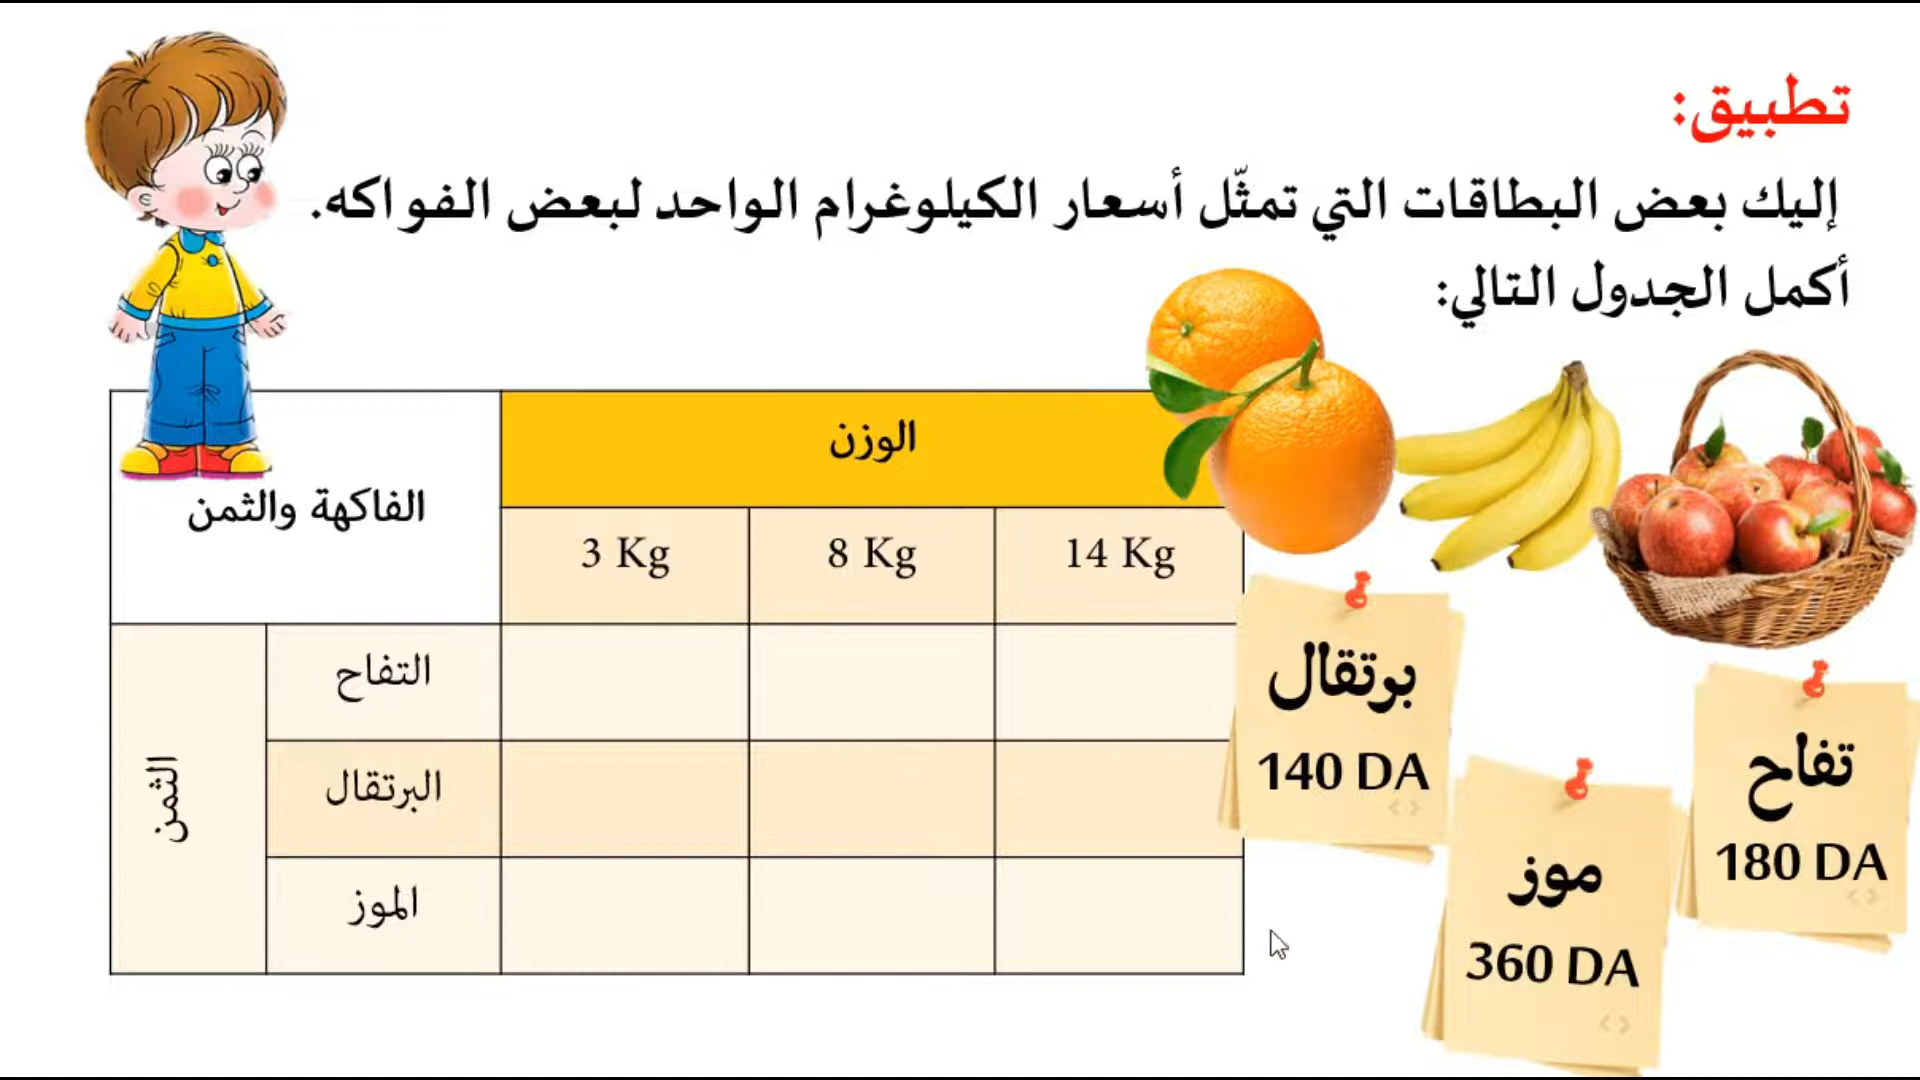 تطبيق:
إليك بعض البطاقات التي تمثّل أسعار الكيلوغرام الواحد لبعض الفواكه.
أكمل الجدول التالي:
الفاكهة والثمن
الوزن
3 Kg
8 Kg
14 Kg
الثمن
التفاح
البرتقال
الموز
برتقال
140 DA
موز
360 DA
تفاح
180 DA